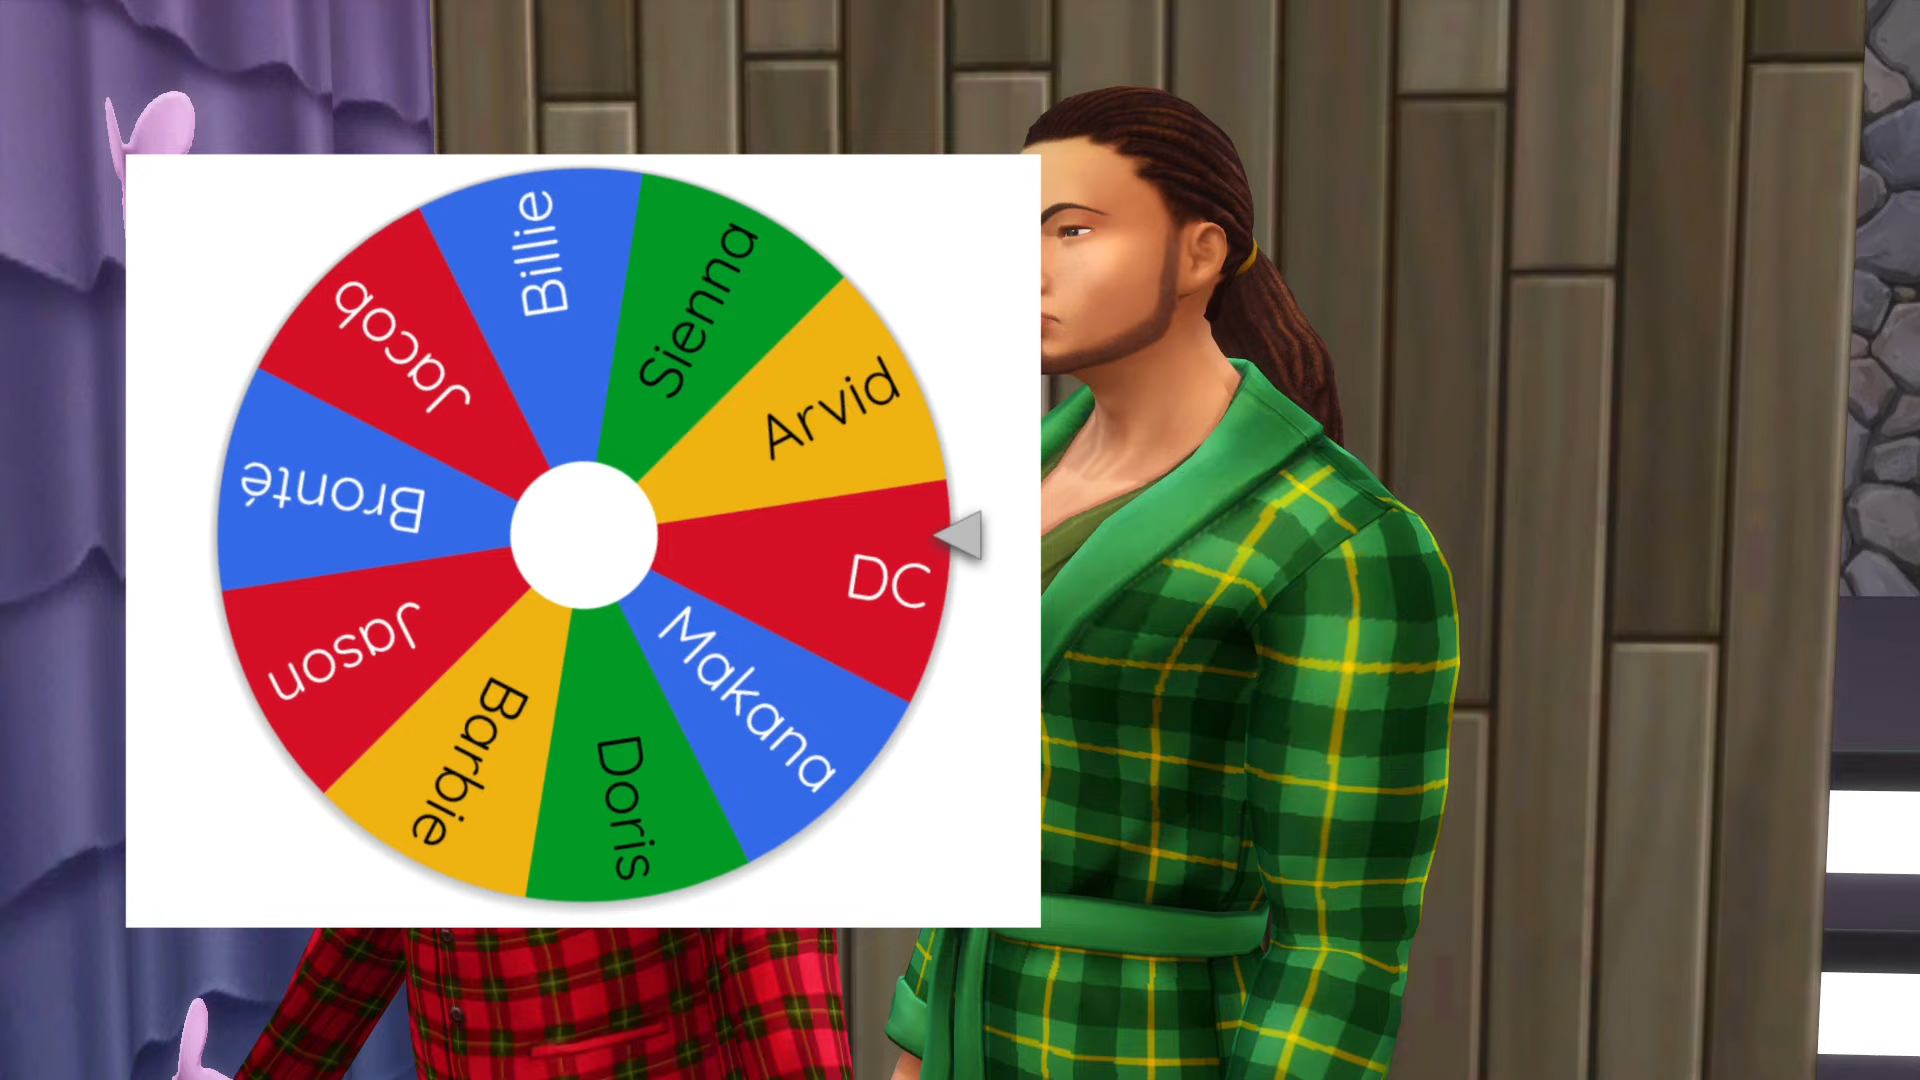 Billie
Sienna
Arvid
DC
Makana
Doris
Barbie
Jason
Bronté
Jacob